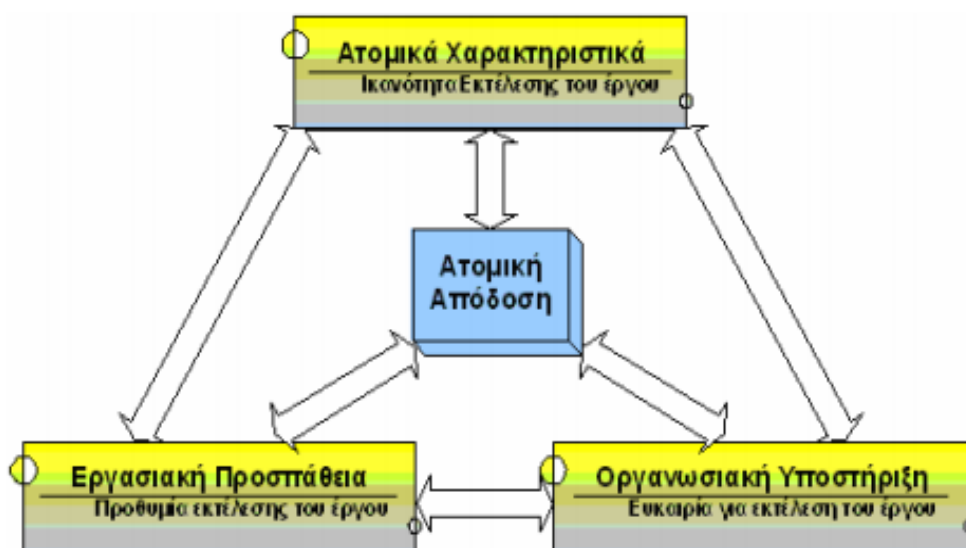 Ατομικά Χαρακτηριστικά
Ικανότητα Εκτέλεσης του έργου
Ατομική
Απόδοση
Εργασιακή Προσπάθεια
Προθυμία εκτέλεσης του έργου
Οργανωσιακή Υποστήριξη
Ευκαιρία για εκτέλεση του έργου